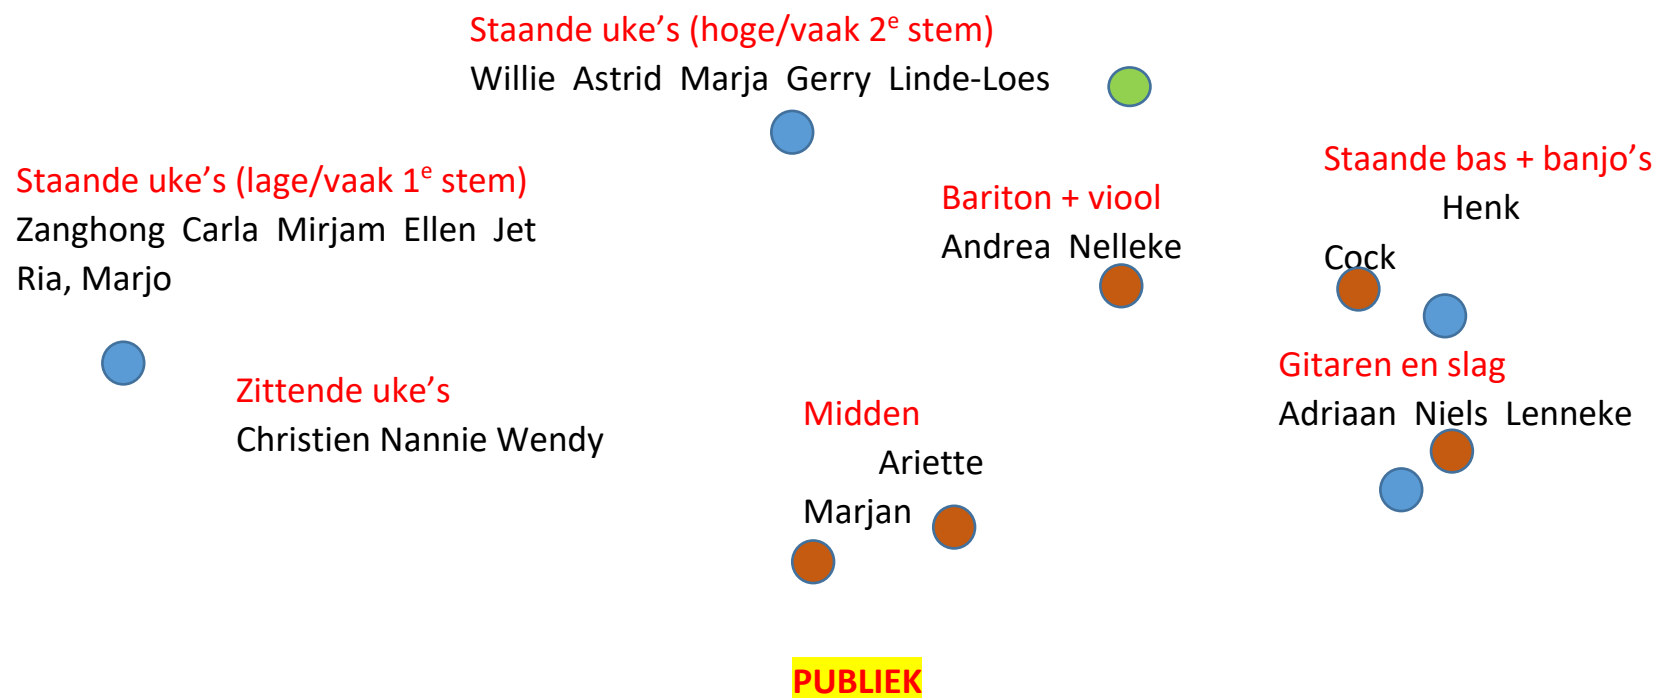 Staande uke’s (hoge/vaak 2e stem)
Willie Astrid Marja Gerry Linde-Loes
Staande uke’s (lage/vaak 1e stem)
Zanghong Carla Mirjam Ellen Jet
Ria, Marjo
Bariton + viool
Andrea Nelleke
Staande bas + banjo’s
Henk
Cock
Zittende uke’s
Christien Nannie Wendy
Midden
Ariette
Marjan
Gitaren en slag
Adriaan Niels Lenneke
PUBLIEK